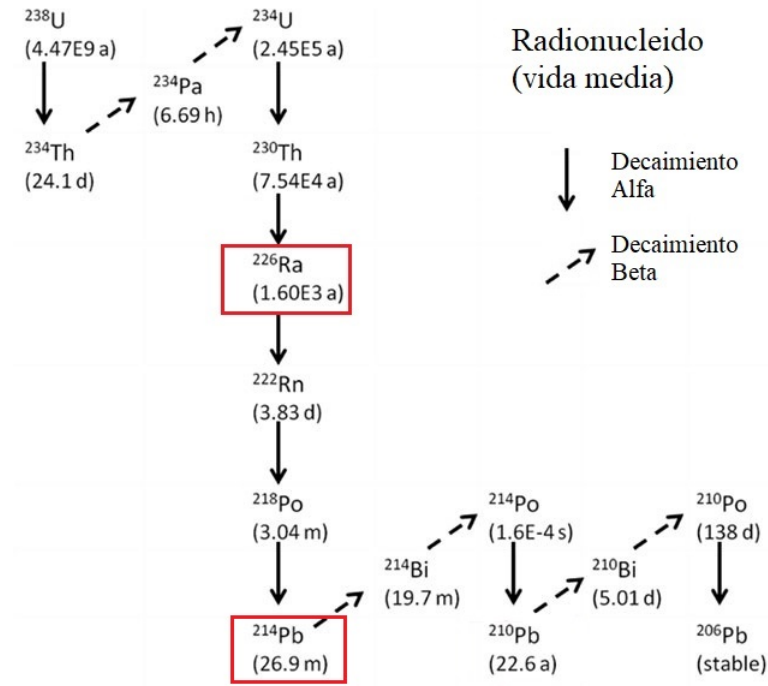 ²³⁸U
(4.47E9 a)
²³⁴Th
(24.1 d)
²³⁴Pa
(6.69 h)
²³⁴U
(2.45E5 a)
²³⁰Th
(7.54E4 a)
²²⁶Ra
(1.60E3 a)
²²²Rn
(3.83 d)
²¹⁸Po
(3.04 m)
²¹⁴Pb
(26.9 m)
²¹⁴Bi
(19.7 m)
²¹⁴Po
(1.6E-4 s)
²¹⁰Pb
(22.6 a)
²¹⁰Bi
(5.01 d)
²¹⁰Po
(138 d)
²⁰⁶Pb
(stable)
Radionucleido
(vida media)
Decaimiento
Alfa
Decaimiento
Beta